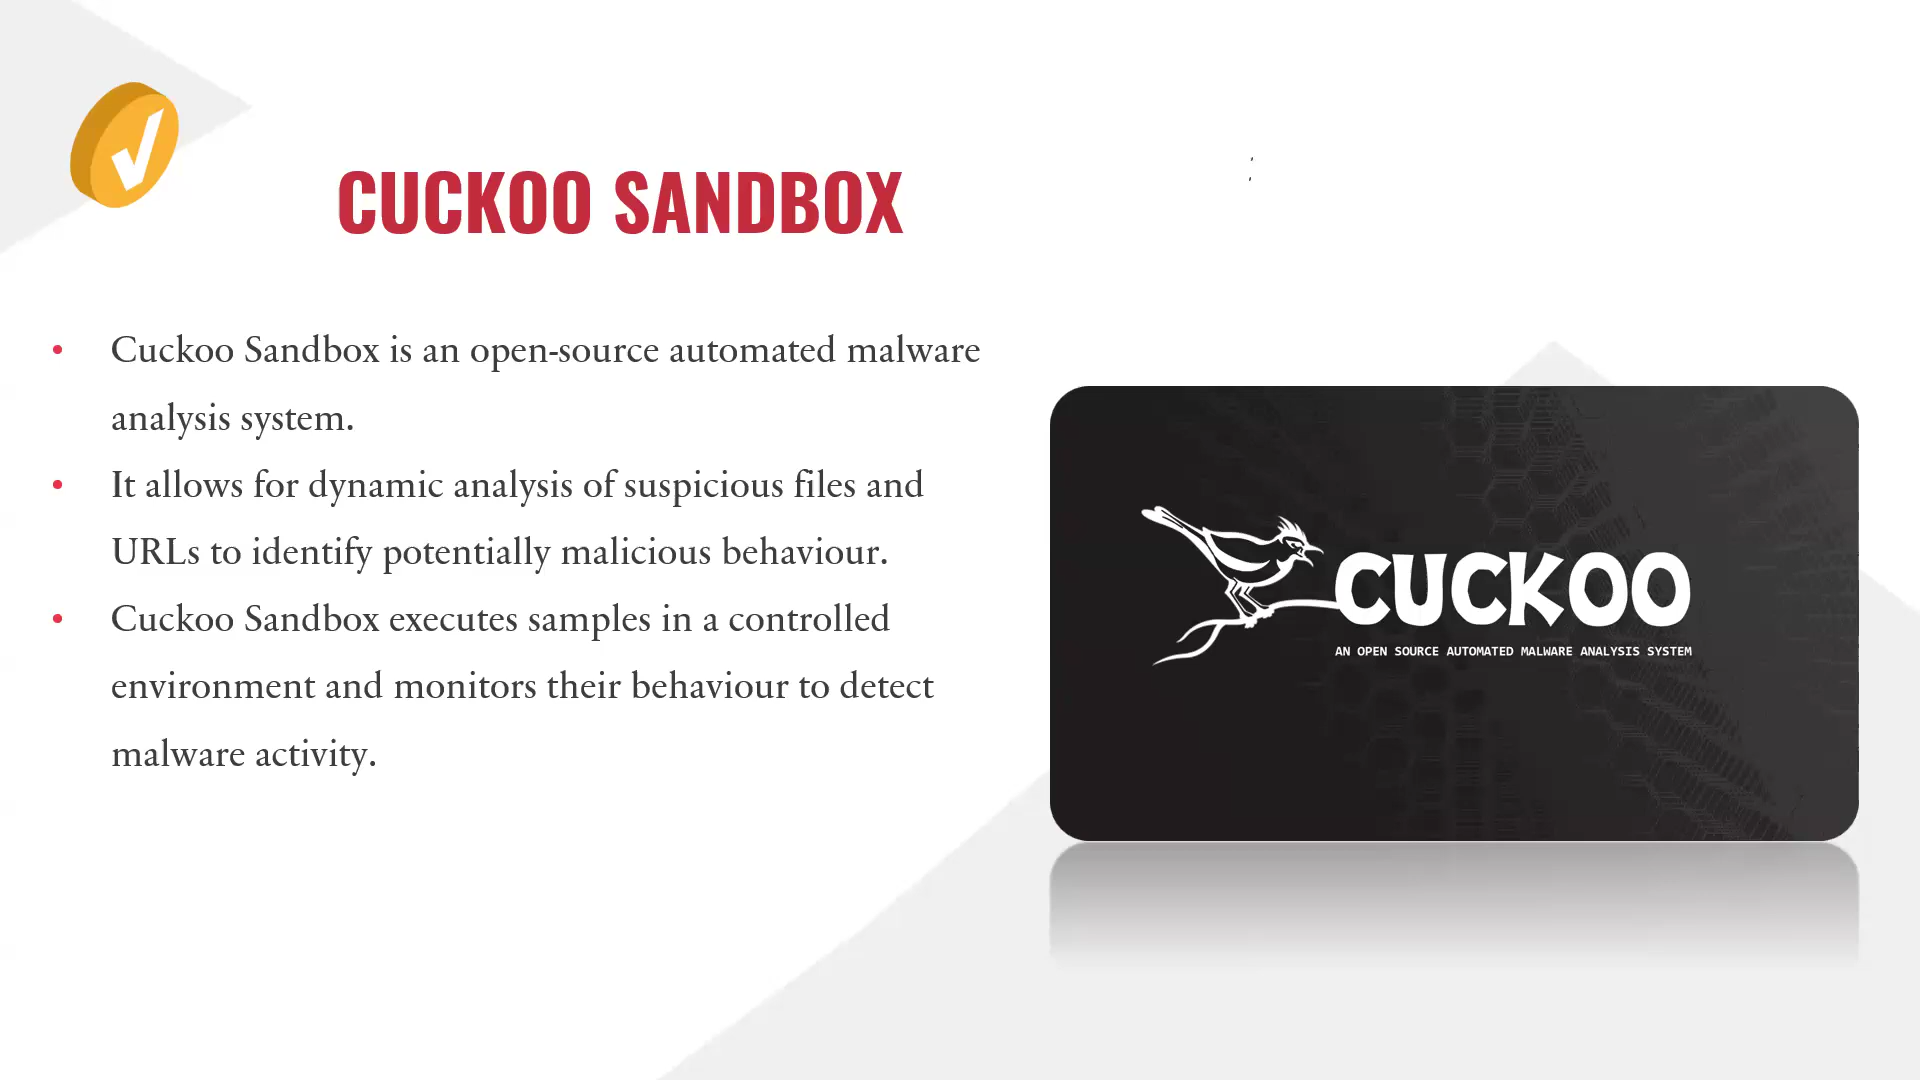 CUCKOO SANDBOX
• Cuckoo Sandbox is an open-source automated malware
analysis system.
• It allows for dynamic analysis of suspicious files and
URLs to identify potentially malicious behaviour.
• Cuckoo Sandbox executes samples in a controlled
environment and monitors their behaviour to detect
malware activity.
CUCKOO
AN OPEN SOURCE AUTOMATED MALWARE ANALYSIS SYSTEM